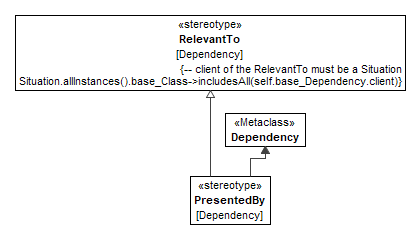 «stereotype»
RelevantTo
[Dependency]
{-- client of the RelevantTo must be a Situation
Situation.allInstances().base_Class->includesAll(self.base_Dependency.client)}
«Metaclass»
Dependency
«stereotype»
PresentedBy
[Dependency]